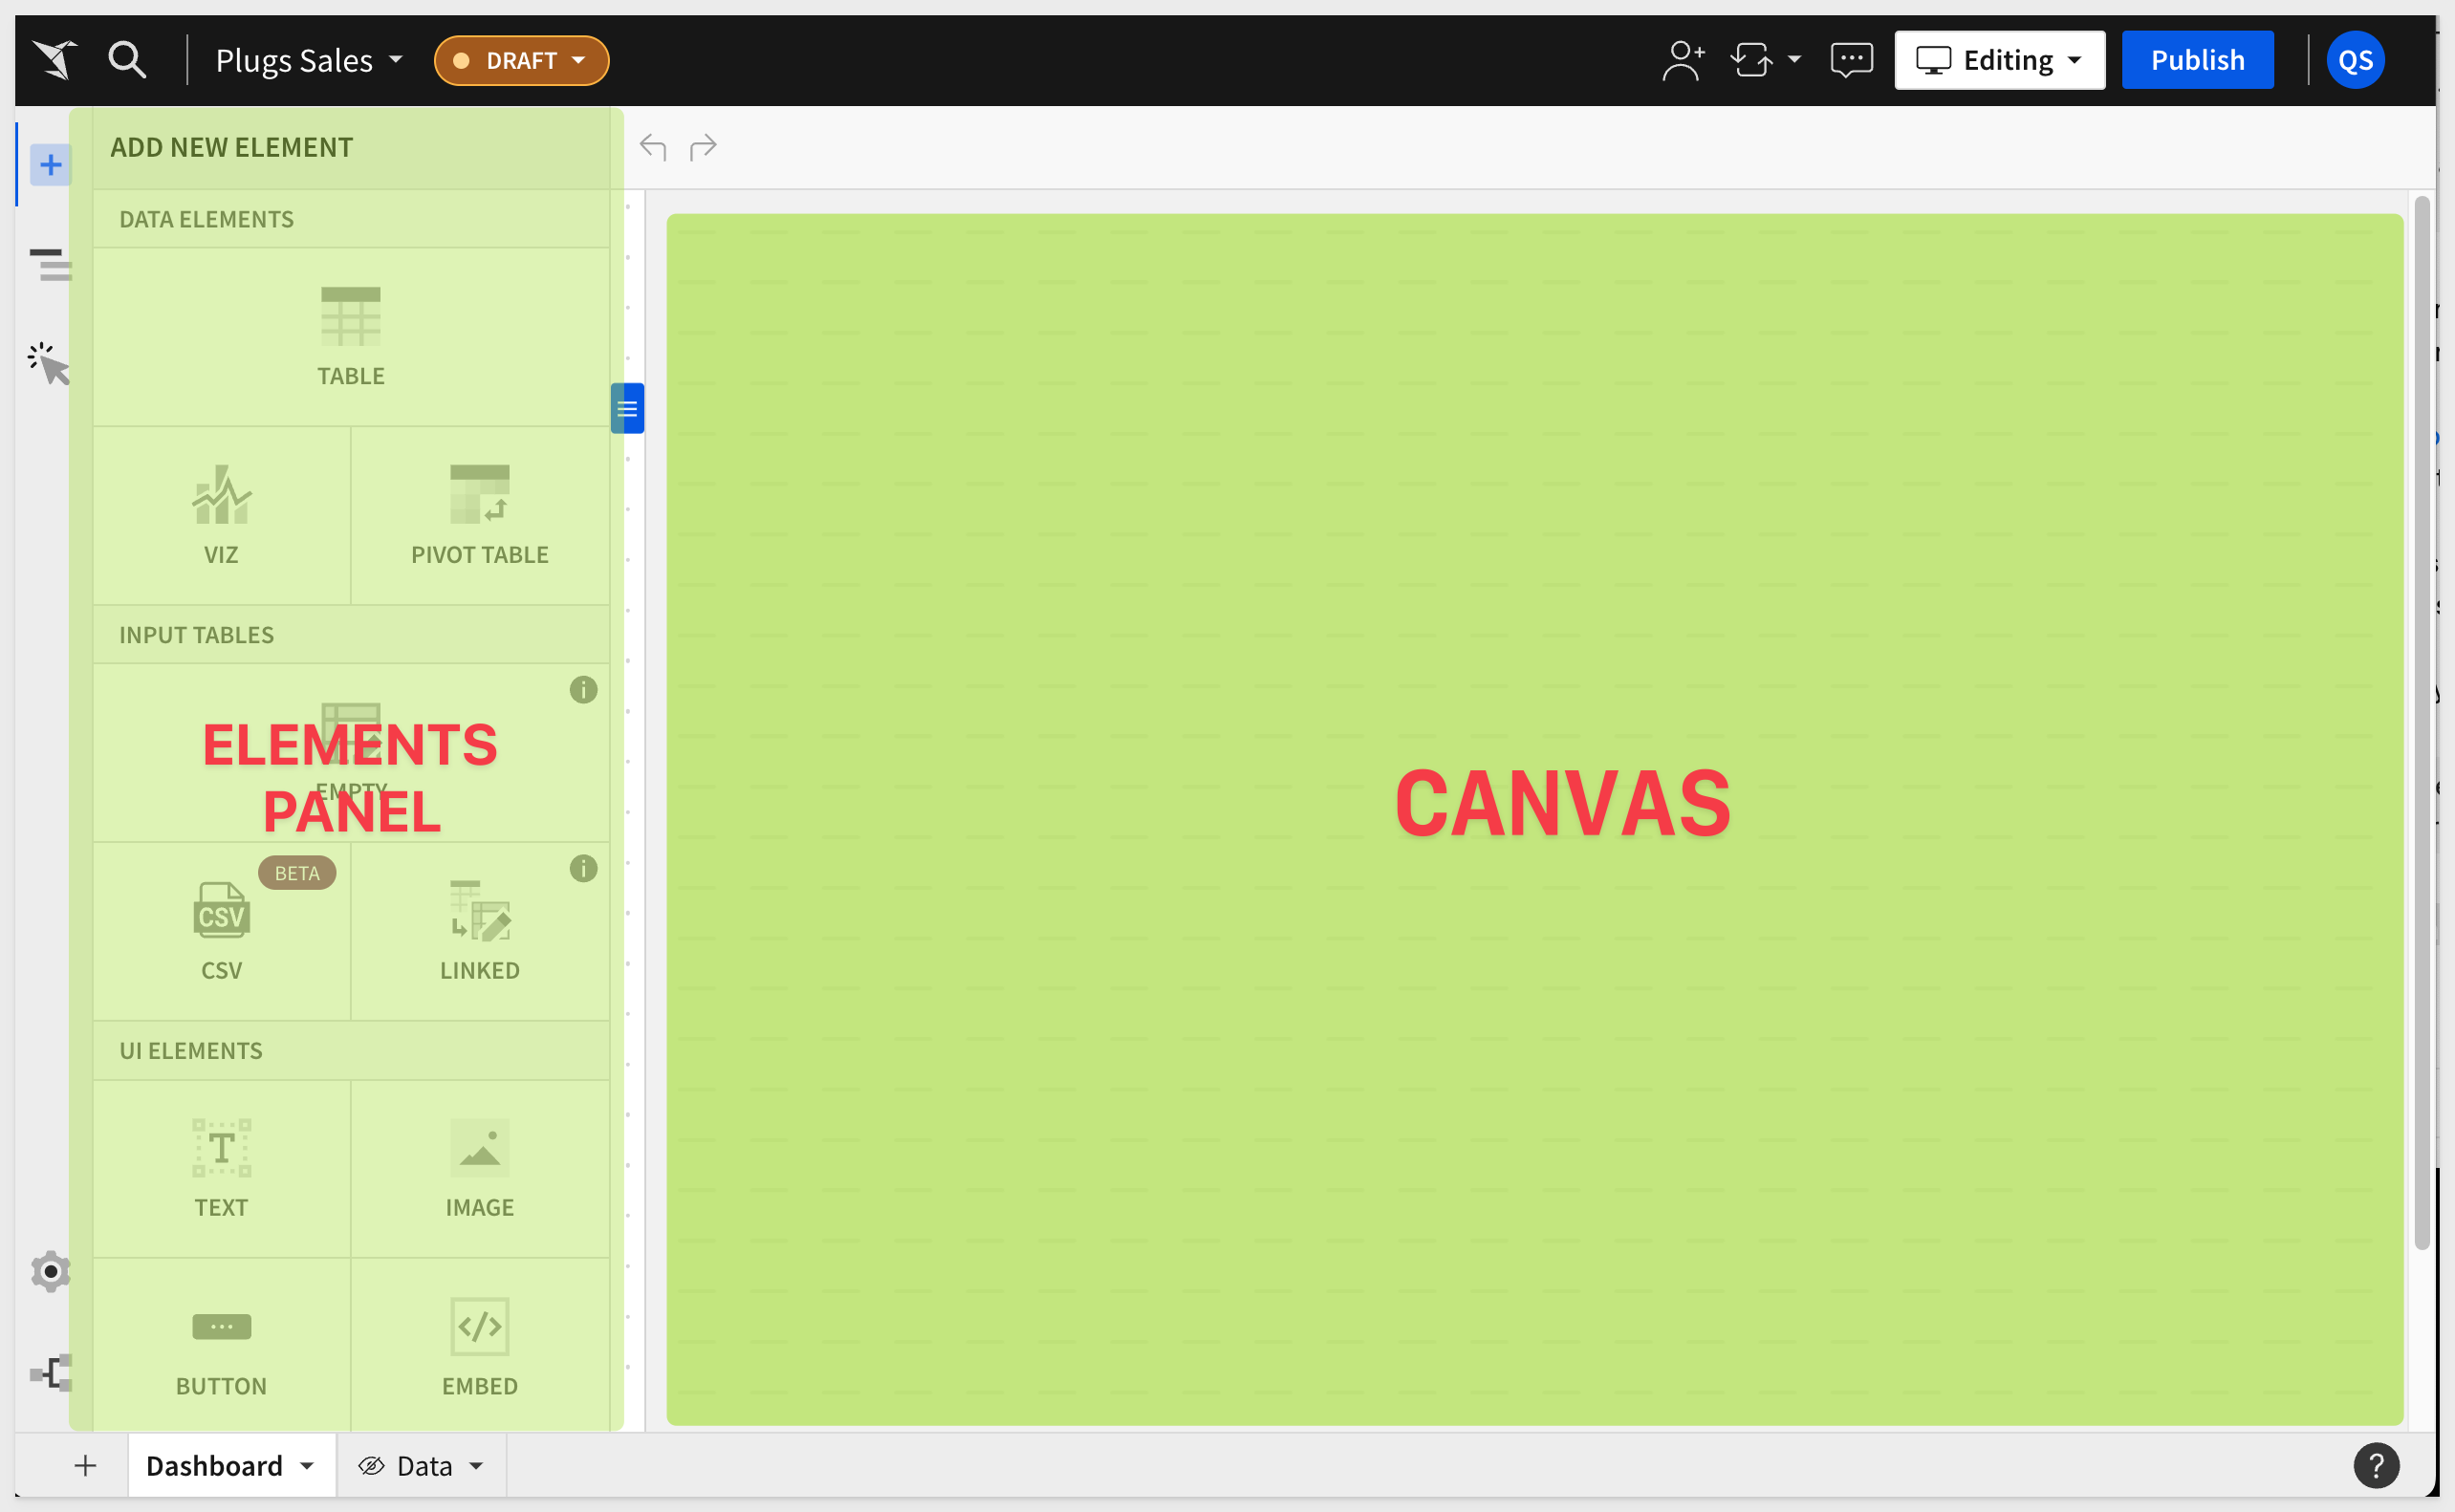 Plugs Sales
DRAFT
Editing
Publish
QS
ADD NEW ELEMENT
DATA ELEMENTS
TABLE
VIZ
PIVOT TABLE
INPUT TABLES
EMPTY
ELEMENTS
PANEL
CANVAS
BETA
CSV
CSV
LINKED
UI ELEMENTS
T
TEXT
IMAGE
BUTTON
EMBED
Dashboard
Data
?